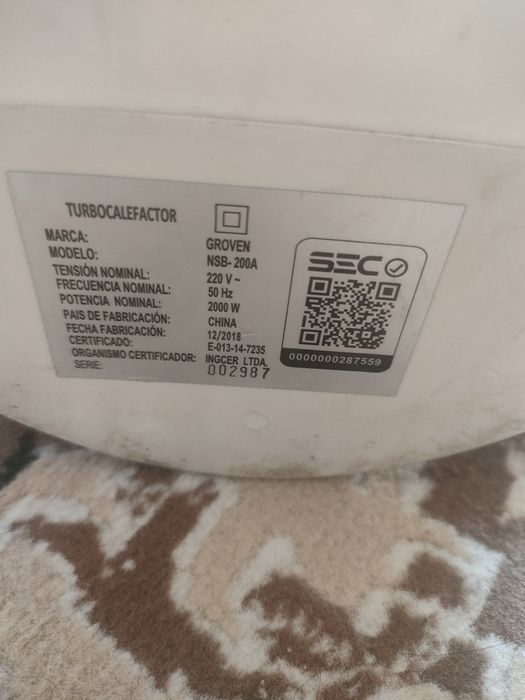 TURBOCALEFACTOR
MARCA: GROVEN
MODELO: NSB- 200A
TENSIÓN NOMINAL: 220 V ~
FRECUENCIA NOMINAL: 50 Hz
POTENCIA NOMINAL: 2000 W
PAIS DE FABRICACIÓN: CHINA
FECHA FABRICACIÓN: 12/2018
CERTIFICADO: E-013-14-7235
ORGANISMO CERTIFICADOR: INGCER LTDA.
SERIE: 002987
SEC
0000000287559